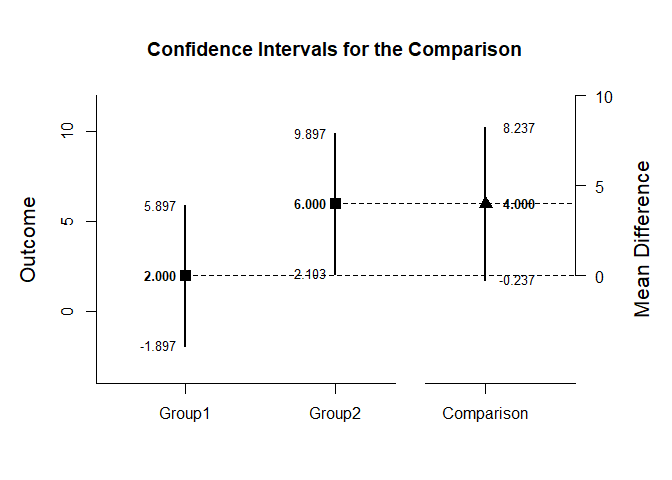 Confidence Intervals for the Comparison
Outcome
10
5
0
5.897
2.000
-1.897
9.897
6.000
2.103
8.237
4.000
-0.237
10
5
0
Mean Difference
Group1
Group2
Comparison